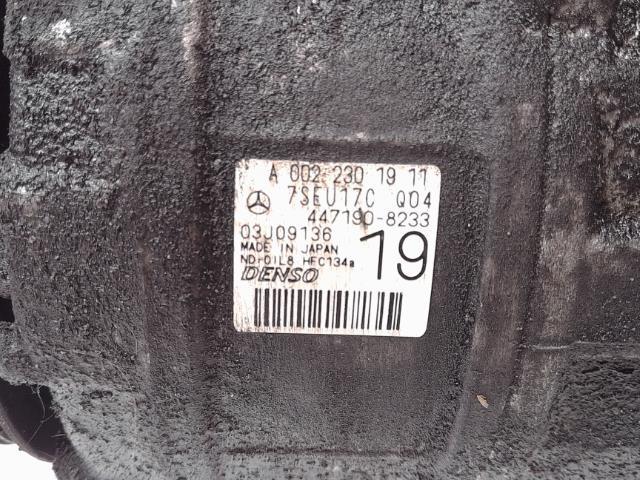 A 002 230 19 11
7SEU17C Q04
447190-8233
03J09136
MADE IN JAPAN
ND-OIL8 HFC134a
19
DENSO